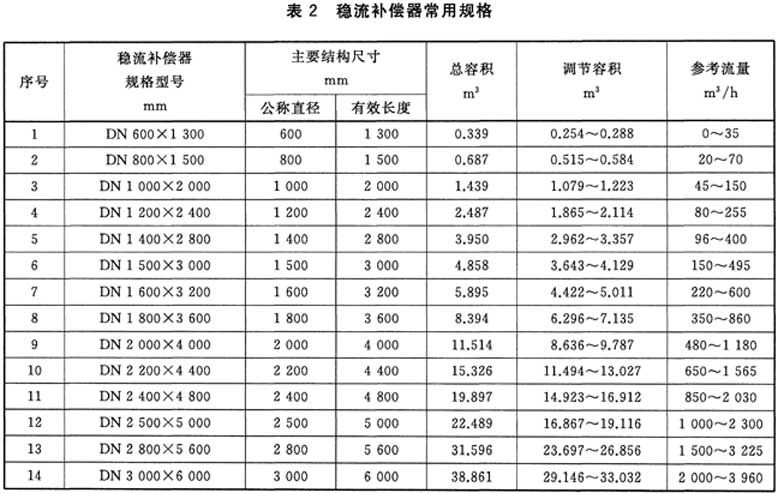 表 2 稳流补偿器常用规格
序号 稳流补偿器 规格型号 mm 主要结构尺寸 mm 总容积 m³ 调节容积 m³ 参考流量 m³/h
公称直径 有效长度
1 DN 600×1 300 600 1 300 0.339 0.254～0.288 0～35
2 DN 800×1 500 800 1 500 0.687 0.515～0.584 20～70
3 DN 1 000×2 000 1 000 2 000 1.439 1.079～1.223 45～150
4 DN 1 200×2 400 1 200 2 400 2.487 1.865～2.114 80～255
5 DN 1 400×2 800 1 400 2 800 3.950 2.962～3.357 96～400
6 DN 1 500×3 000 1 500 3 000 4.858 3.643～4.129 150～495
7 DN 1 600×3 200 1 600 3 200 5.895 4.422～5.011 220～600
8 DN 1 800×3 600 1 800 3 600 8.394 6.296～7.135 350～860
9 DN 2 000×4 000 2 000 4 000 11.514 8.636～9.787 480～1 180
10 DN 2 200×4 400 2 200 4 400 15.326 11.494～13.027 650～1 565
11 DN 2 400×4 800 2 400 4 800 19.897 14.923～16.912 850～2 030
12 DN 2 500×5 000 2 500 5 000 22.489 16.867～19.116 1 000～2 300
13 DN 2 800×5 600 2 800 5 600 31.596 23.697～26.856 1 500～3 225
14 DN 3 000×6 000 3 000 6 000 38.861 29.146～33.032 2 000～3 960